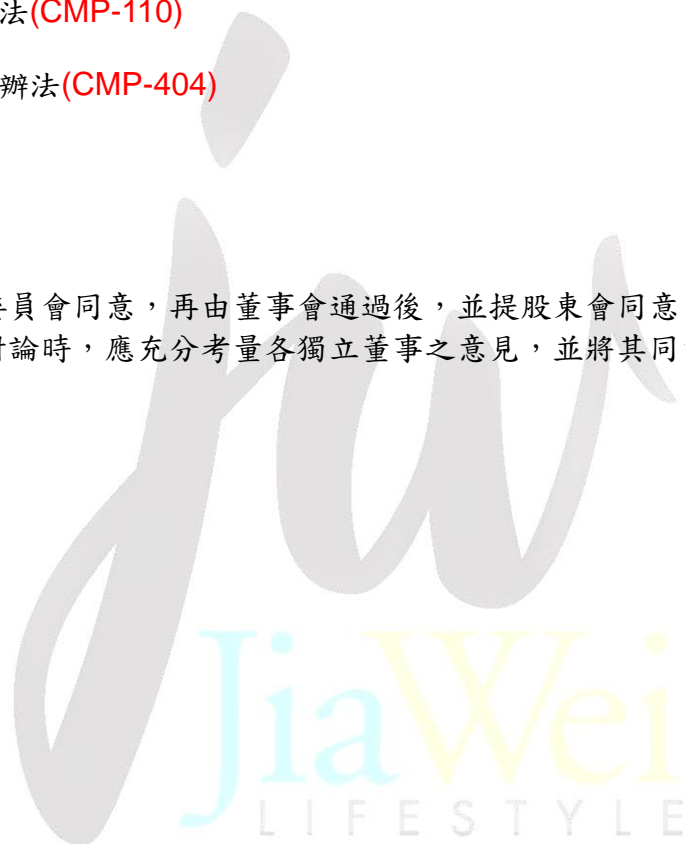 法(CMP-110)
辦法(CMP-404)
委員會同意，再由董事會通過後，並提股東會同意
討論時，應充分考量各獨立董事之意見，並將其同
jw
JiaWei
LIFESTYLE